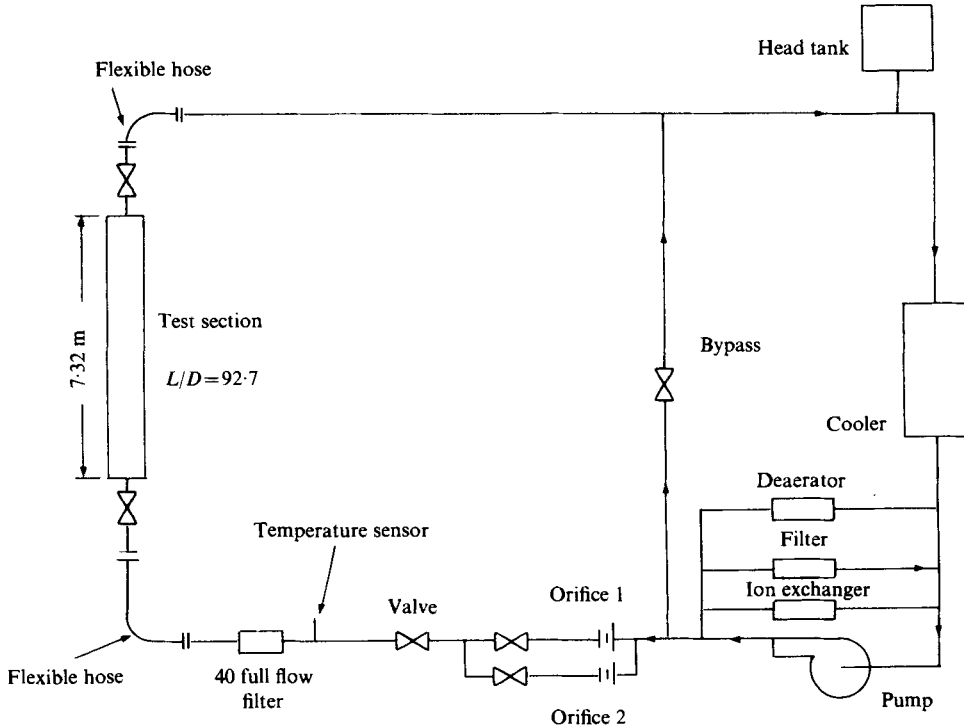 Head tank
Flexible hose
7·32 m
Test section
L/D=92·7
Bypass
Cooler
Deaerator
Filter
Ion exchanger
Temperature sensor
Valve
Orifice 1
Flexible hose
40 full flow
filter
Orifice 2
Pump